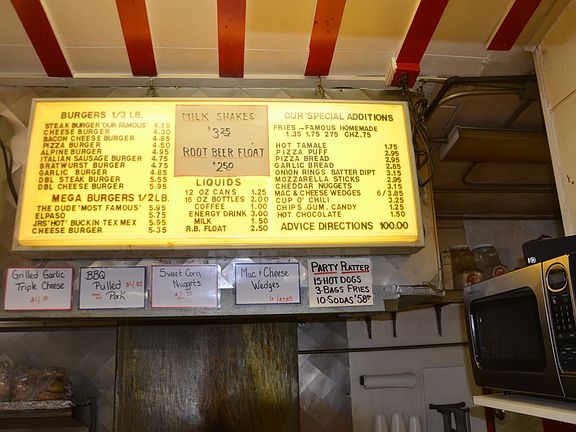 BURGERS 1/3 LB.
STEAK BURGER "OUR FAMOUS" 4.15
CHEESE BURGER 4.30
BACON CHEESE BURGER 4.85
PIZZA BURGER 4.50
ALPINE BURGER 4.95
ITALIAN SAUSAGE BURGER 4.75
BRATWURST BURGER 4.75
GARLIC BURGER 4.85
DBL STEAK BURGER 5.55
DBL CHEESE BURGER 5.95
MEGA BURGERS 1/2LB.
THE DUDE "MOST FAMOUS" 5.95
ELPASO 5.75
JRS' HOT' BUCKIN TEX MEX 5.95
CHEESE BURGER 5.35
MILK SHAKES
$3.25
ROOT BEER FLOAT
$2.50
LIQUIDS
12 OZ CANS 1.25
16 OZ BOTTLES 2.00
COFFEE 1.00
ENERGY DRINK 3.00
MILK 1.50
R.B. FLOAT 2.50
OUR SPECIAL ADDITIONS
FRIES-FAMOUS HOMEMADE
1.35 1.75 2.75 CHZ .75
HOT TAMALE 1.75
PIZZA PUFF 2.95
PIZZA BREAD 2.95
GARLIC BREAD 2.65
ONION RINGS BATTER DIPT 3.15
MOZZARELLA STICKS 2.95
CHEDDAR NUGGETS 3.15
MAC & CHEESE WEDGES 6/3.85
CUP O' CHILI 3.25
CHIPS .GUM. CANDY 1.25
HOT CHOCOLATE 1.50
ADVICE DIRECTIONS 100.00
Grilled Garlic
Triple Cheese
BBQ
Pulled
Pork
Sweet Corn
Nuggets
Mac & Cheese
Wedges
6/3.85
PARTY PLATTER
15 HOT DOGS
3-BAGS FRIES
10-SODAS